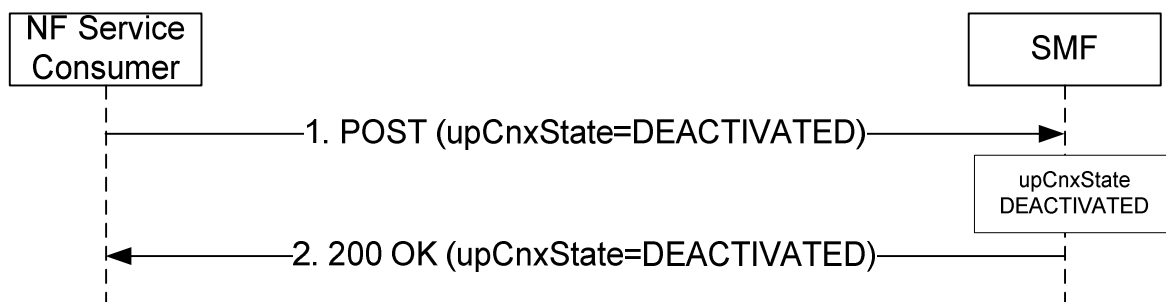 NF Service
Consumer
SMF
1. POST (upCnxState=DEACTIVATED)
upCnxState
DEACTIVATED
2. 200 OK (upCnxState=DEACTIVATED)